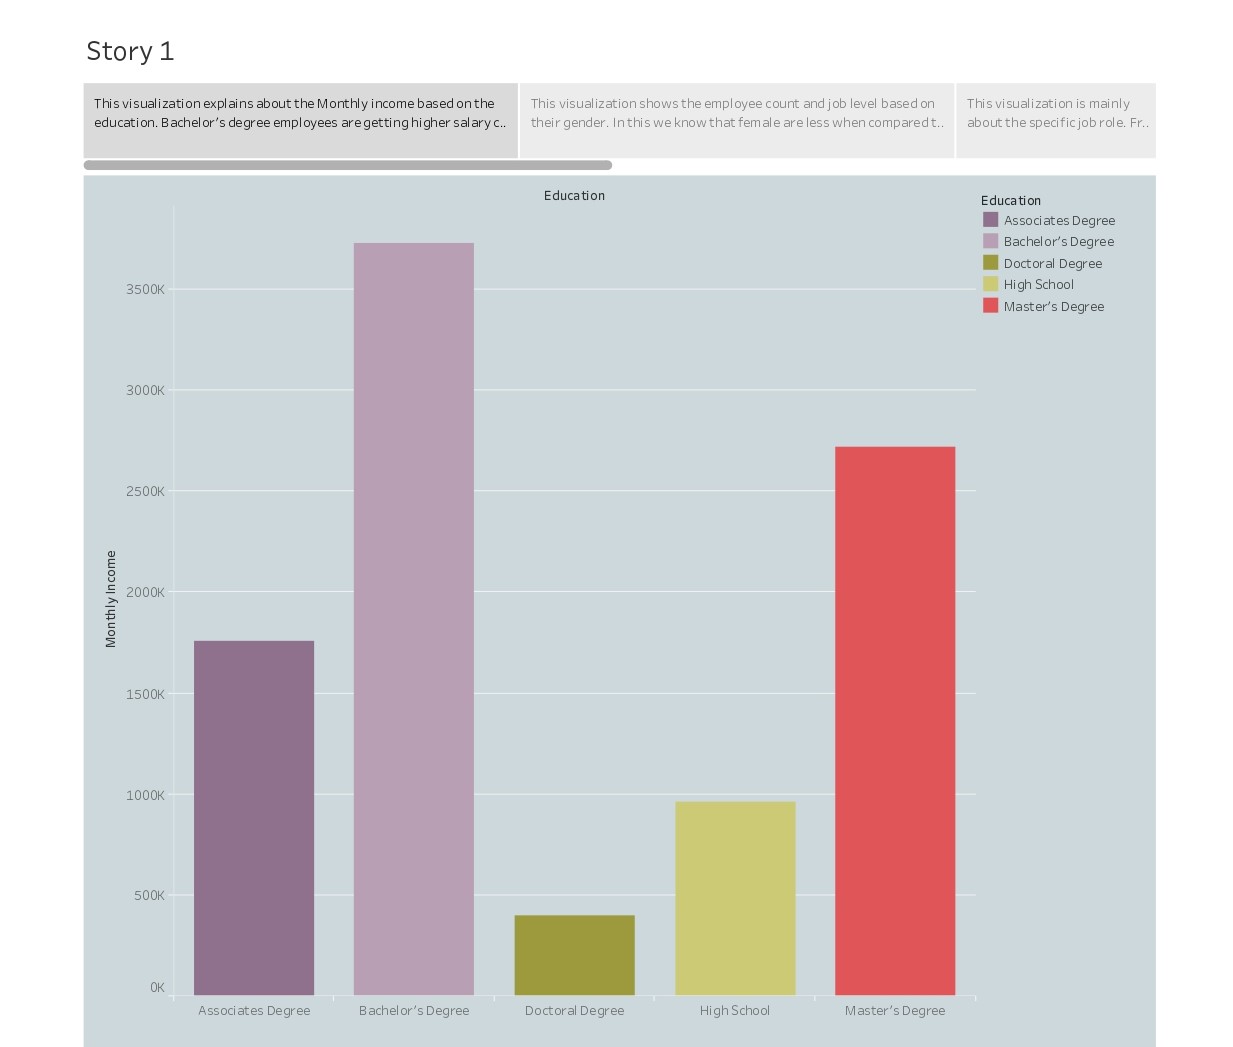 Story 1
This visualization explains about the Monthly income based on the
education. Bachelor's degree employees are getting higher salary c..
This visualization shows the employee count and job level based on
their gender. In this we know that female are less when compared t..
This visualization is mainly
about the specific job role. Fr..
Education
Education
Associates Degree
Bachelor's Degree
Doctoral Degree
High School
Master's Degree
3500K
3000K
2500K
2000K
1500K
1000K
500K
0K
Monthly Income
Associates Degree
Bachelor's Degree
Doctoral Degree
High School
Master's Degree